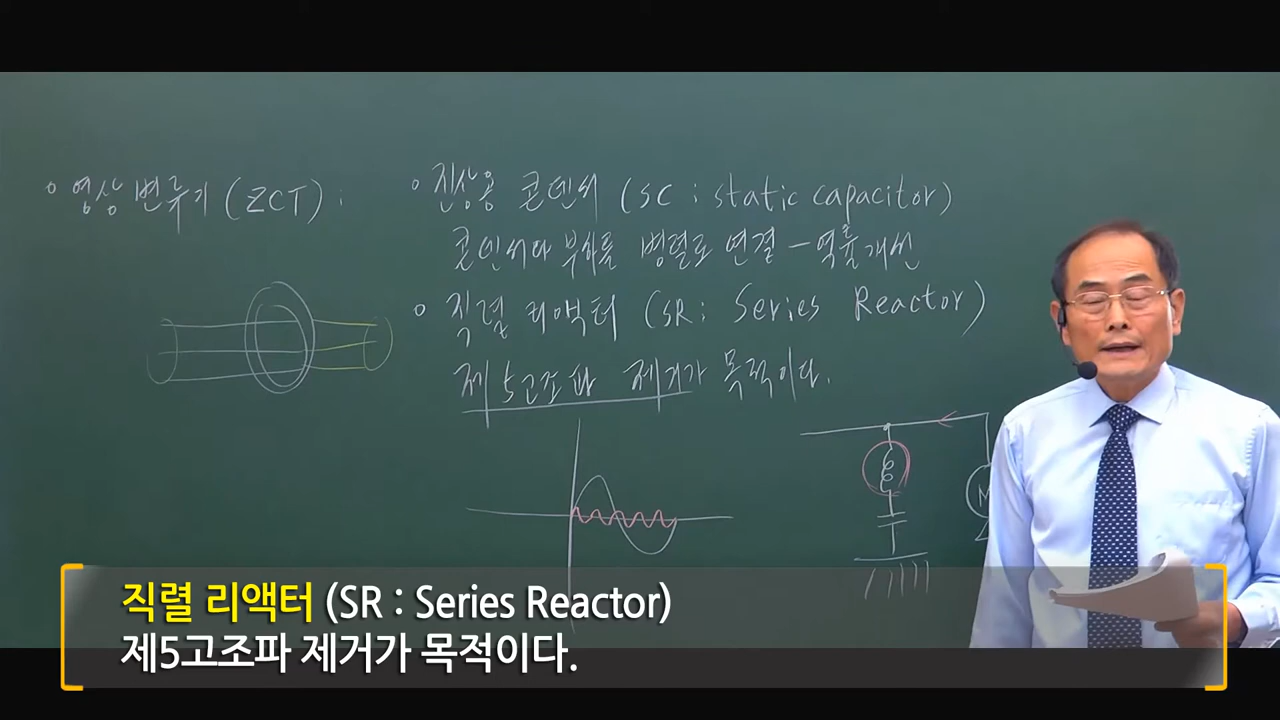 o 영상 변류기 (ZCT) :
o 진상용 콘덴서 (SC : static capacitor)
콘덴서와 부하를 병렬로 연결 - 역률개선
o 직렬 리액터 (SR : Series Reactor)
제5고조파 제거가 목적이다.
M
직렬 리액터 (SR : Series Reactor)
제5고조파 제거가 목적이다.